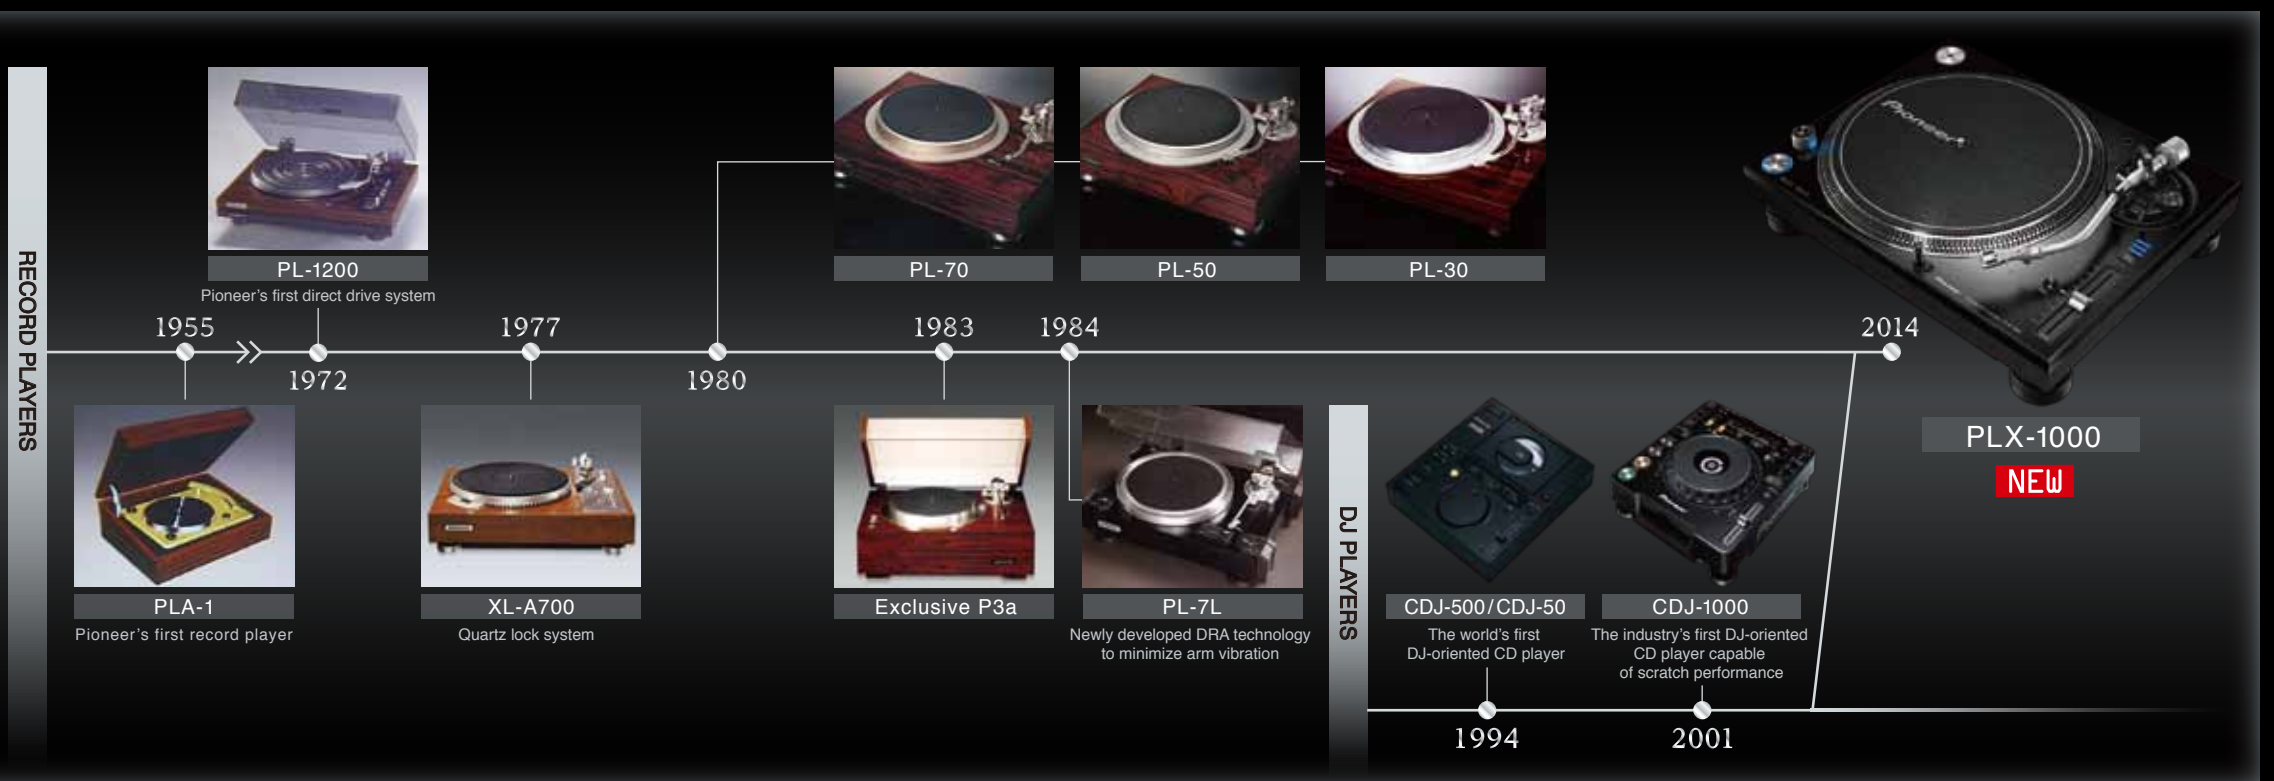 RECORD PLAYERS
PL-1200
Pioneer's first direct drive system
PL-70
PL-50
PL-30
1955
1972
1977
1980
1983
1984
2014
PLA-1
Pioneer's first record player
XL-A700
Quartz lock system
Exclusive P3a
PL-7L
Newly developed DRA technology
to minimize arm vibration
Pioneer
PLX-1000
NEW
DJ PLAYERS
CDJ-500/CDJ-50
The world's first
DJ-oriented CD player
CDJ-1000
The industry's first DJ-oriented
CD player capable
of scratch performance
1994
2001